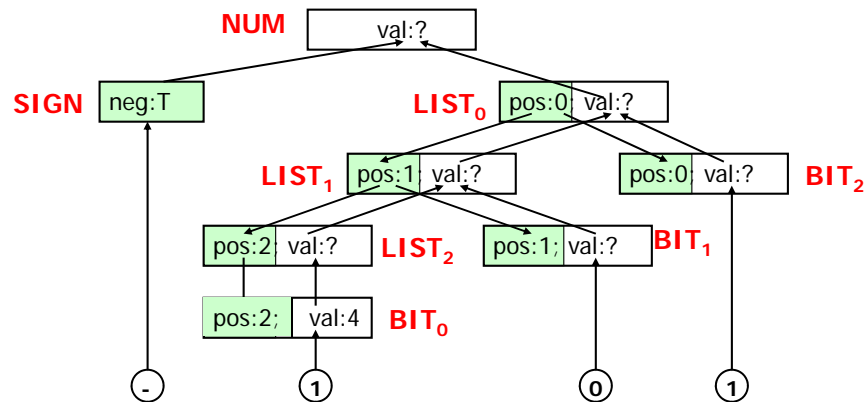 NUM val:?
SIGN neg:T LIST0 pos:0; val:?
LIST1 pos:1; val:? pos:0; val:? BIT2
pos:2; val:? LIST2 pos:1; val:? BIT1
pos:2; val:4 BIT0
- 1 0 1